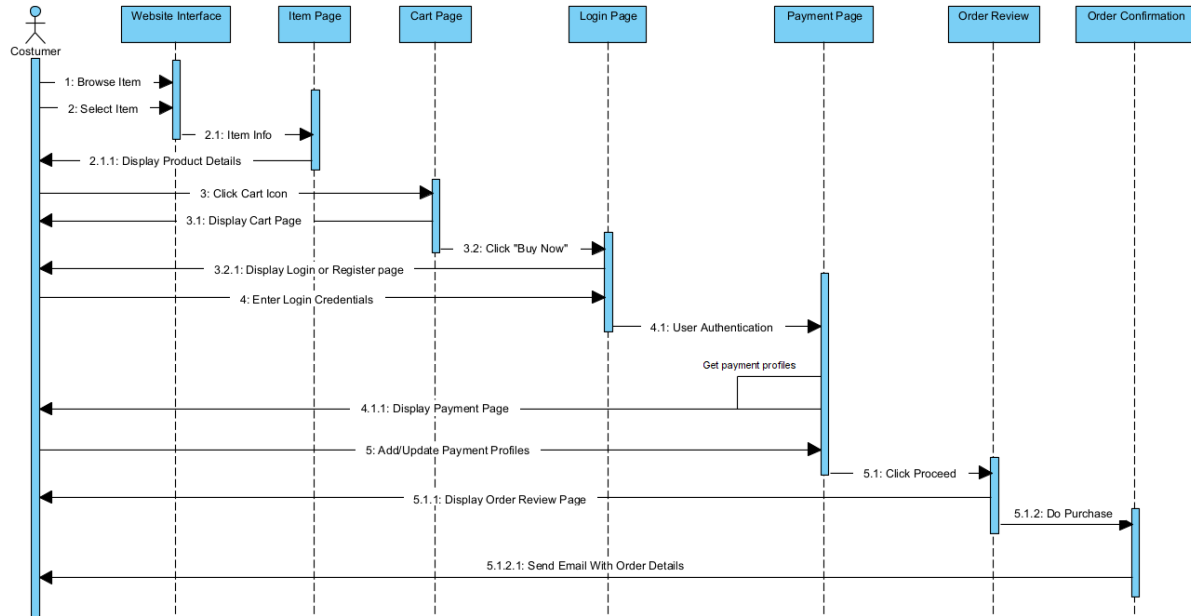 Website Interface
Item Page
Cart Page
Login Page
Payment Page
Order Review
Order Confirmation
Costumer
1: Browse Item
2: Select Item
2.1: Item Info
2.1.1: Display Product Details
3: Click Cart Icon
3.1: Display Cart Page
3.2: Click "Buy Now"
3.2.1: Display Login or Register page
4: Enter Login Credentials
4.1: User Authentication
Get payment profiles
4.1.1: Display Payment Page
5: Add/Update Payment Profiles
5.1: Click Proceed
5.1.1: Display Order Review Page
5.1.2: Do Purchase
5.1.2.1: Send Email With Order Details